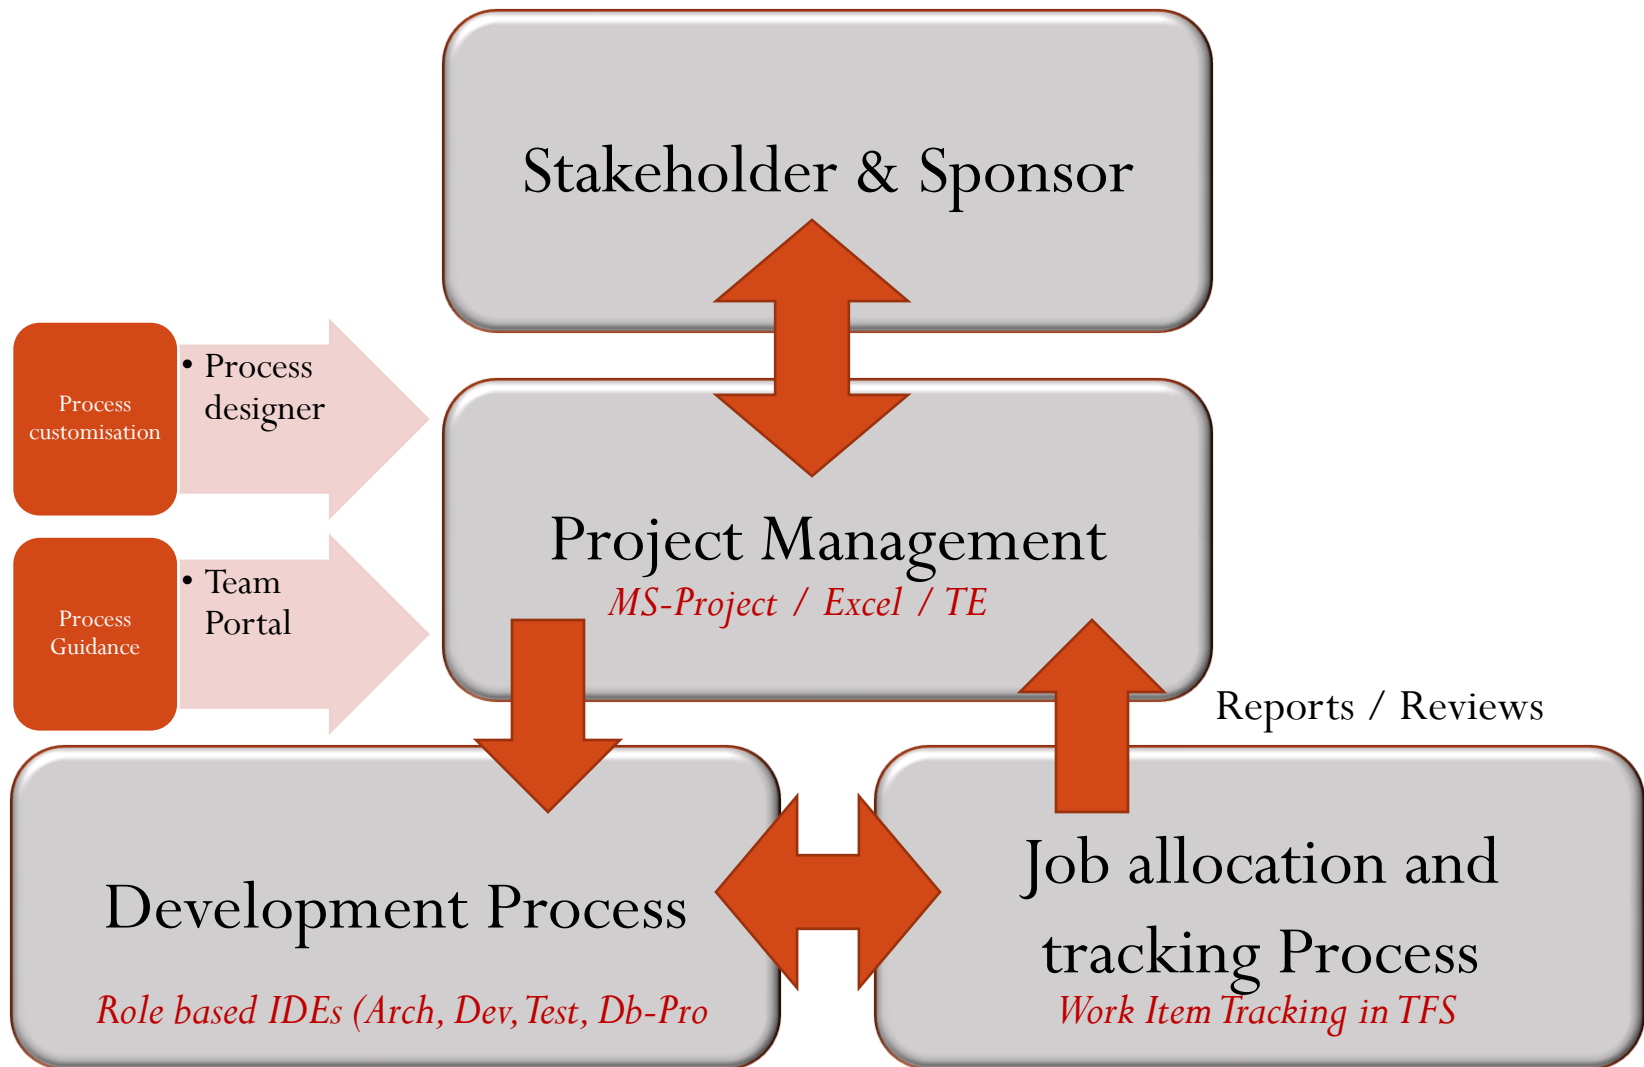 Stakeholder & Sponsor
Process
customisation
• Process
designer
Project Management
MS-Project / Excel / TE
Process
Guidance
• Team
Portal
Reports / Reviews
Development Process
Role based IDEs (Arch, Dev, Test, Db-Pro
Job allocation and
tracking Process
Work Item Tracking in TFS